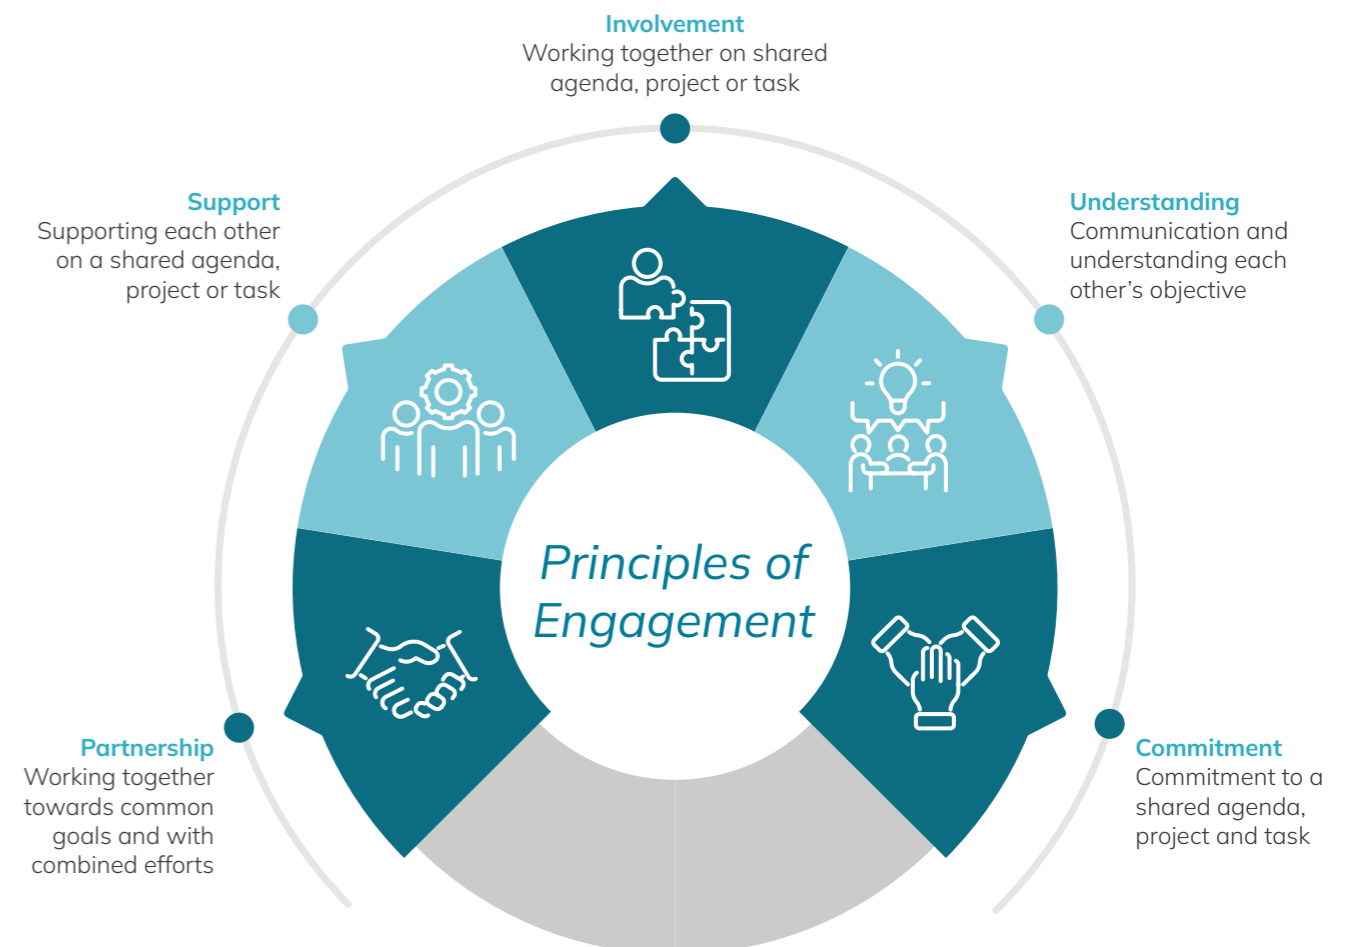 Involvement
Working together on shared
agenda, project or task
Support
Supporting each other
on a shared agenda,
project or task
Understanding
Communication and
understanding each
other's objective
Principles of
Engagement
Partnership
Working together
towards common
goals and with
combined efforts
Commitment
Commitment to a
shared agenda,
project and task